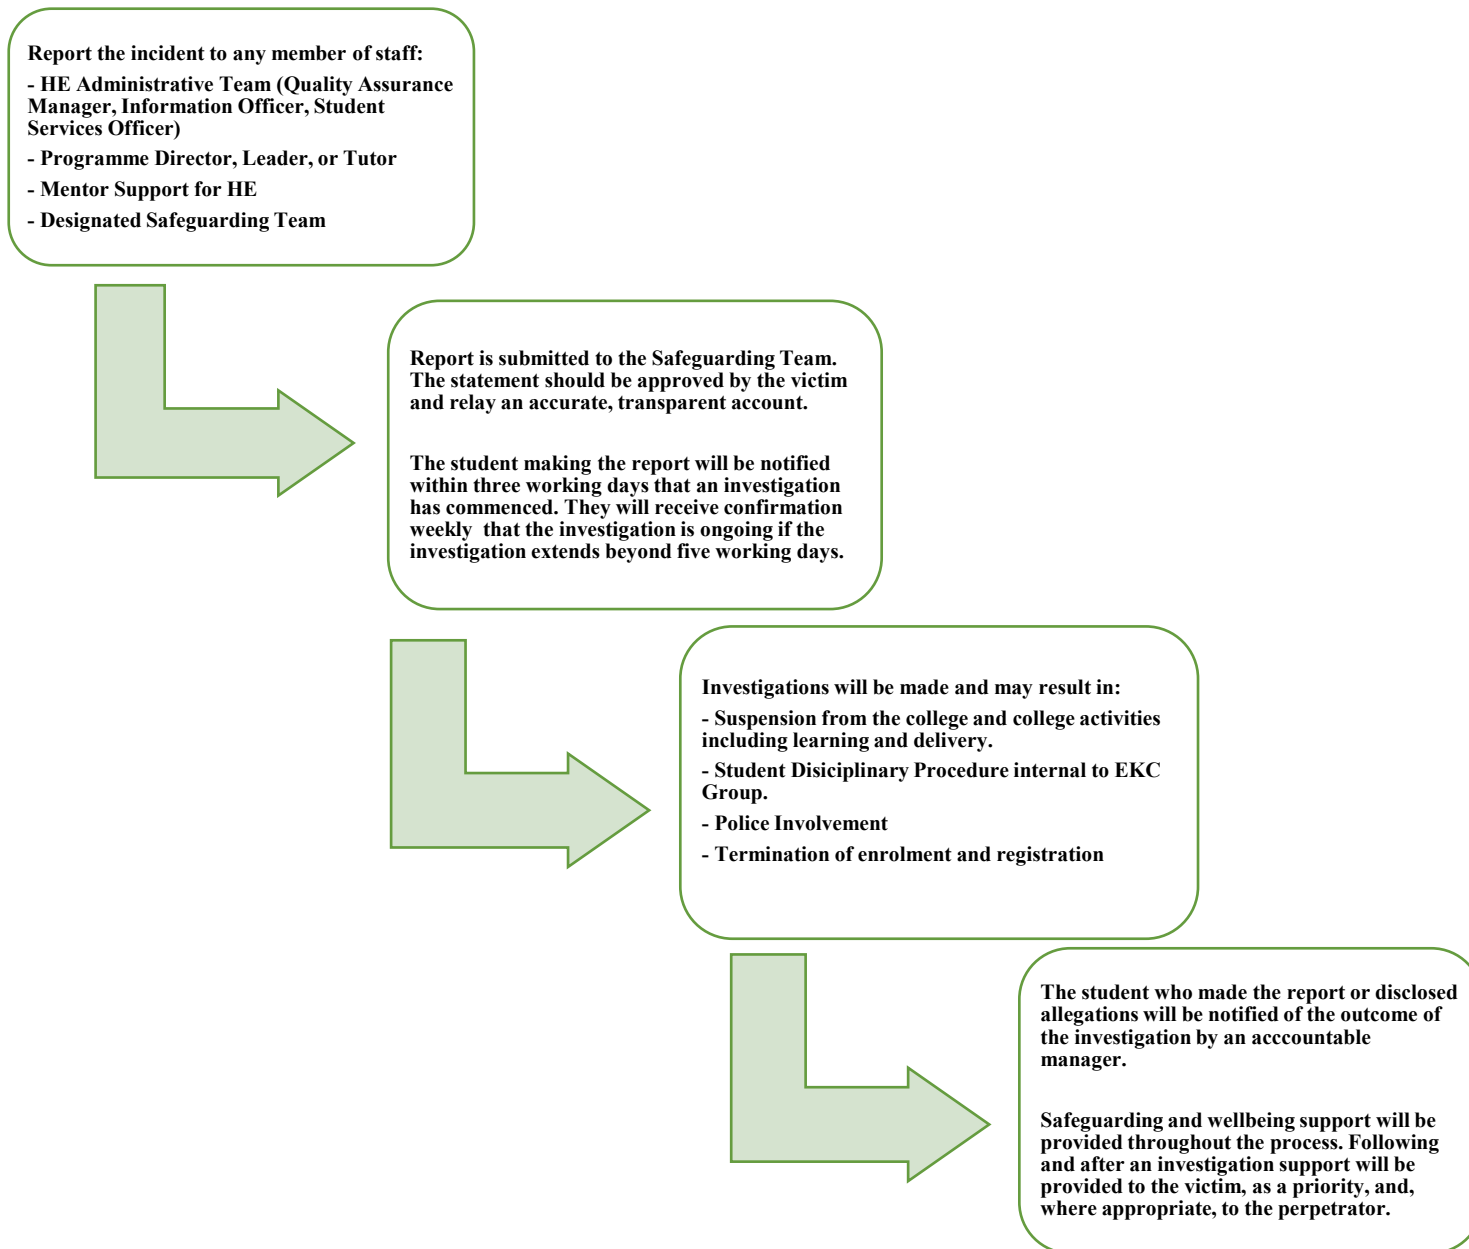 Report the incident to any member of staff:
- HE Administrative Team (Quality Assurance
Manager, Information Officer, Student
Services Officer)
- Programme Director, Leader, or Tutor
- Mentor Support for HE
- Designated Safeguarding Team
Report is submitted to the Safeguarding Team.
The statement should be approved by the victim
and relay an accurate, transparent account.
The student making the report will be notified
within three working days that an investigation
has commenced. They will receive confirmation
weekly  that the investigation is ongoing if the
investigation extends beyond five working days.
Investigations will be made and may result in:
- Suspension from the college and college activities
including learning and delivery.
- Student Disiciplinary Procedure internal to EKC
Group.
- Police Involvement
- Termination of enrolment and registration
The student who made the report or disclosed
allegations will be notified of the outcome of
the investigation by an acccountable
manager.
Safeguarding and wellbeing support will be
provided throughout the process. Following
and after an investigation support will be
provided to the victim, as a priority, and,
where appropriate, to the perpetrator.